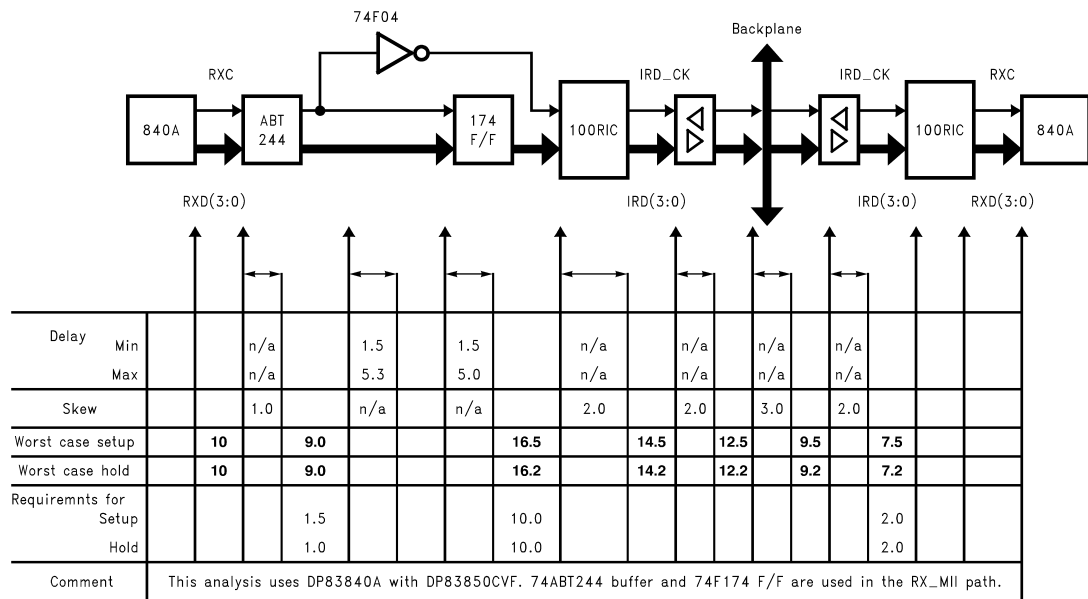 74F04
Backplane
RXC
IRD_CK
IRD_CK
RXC
840A
ABT
244
174
F/F
100RIC
100RIC
840A
RXD(3:0)
IRD(3:0)
IRD(3:0)
RXD(3:0)
Delay
Min n/a 1.5 1.5 n/a n/a n/a n/a
Max n/a 5.3 5.0 n/a n/a n/a n/a
Skew 1.0 n/a n/a 2.0 2.0 3.0 2.0
Worst case setup 10 9.0 16.5 14.5 12.5 9.5 7.5
Worst case hold 10 9.0 16.2 14.2 12.2 9.2 7.2
Requiremnts for
Setup 1.5 10.0 2.0
Hold 1.0 10.0 2.0
Comment This analysis uses DP83840A with DP83850CVF. 74ABT244 buffer and 74F174 F/F are used in the RX_MII path.